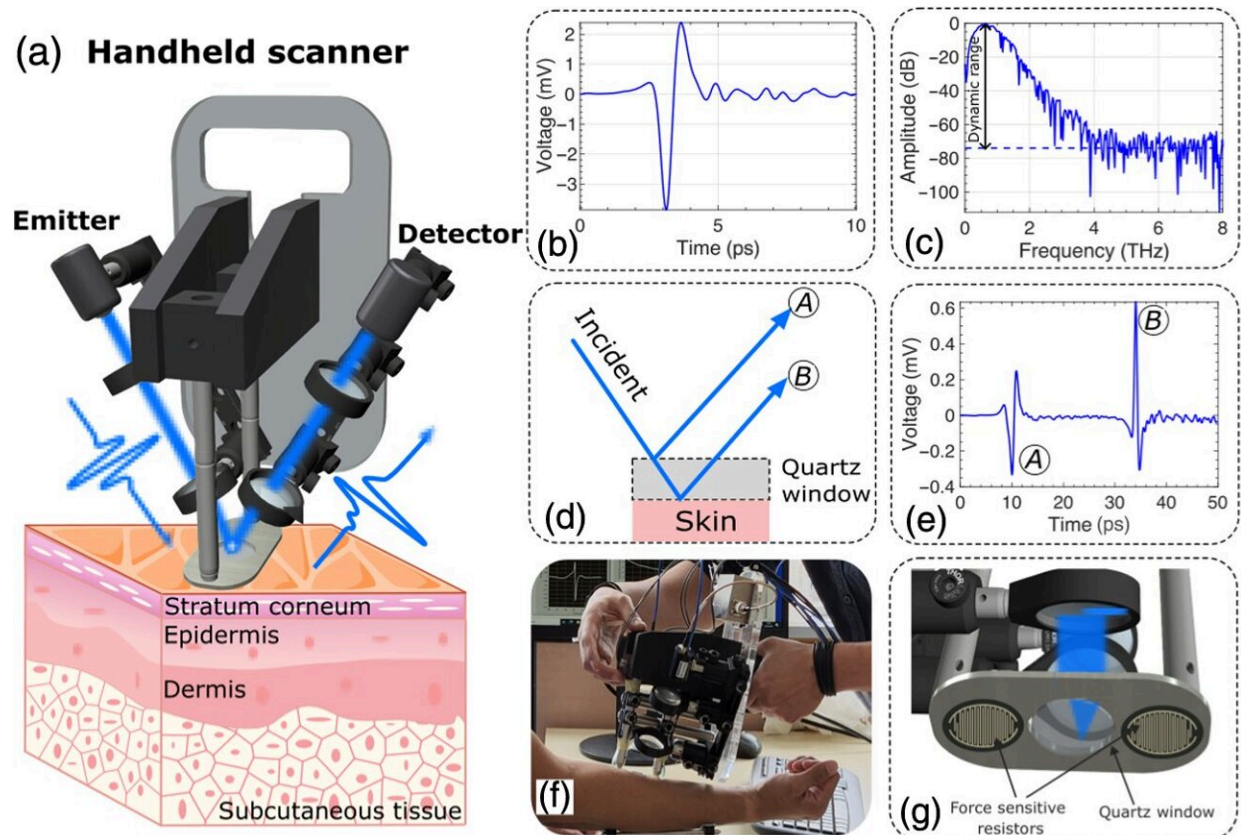 (a) Handheld scanner
Emitter
Detector
Stratum corneum
Epidermis
Dermis
Subcutaneous tissue
(b)
Voltage (mV)
2
1
0
−1
−2
−3
0
5
10
Time (ps)
(c)
Amplitude (dB)
0
−20
−40
−60
−80
−100
Dynamic range
0
2
4
6
8
Frequency (THz)
(d)
Incident
A
B
Quartz
window
Skin
(e)
Voltage (mV)
0.6
0.4
0.2
0
−0.2
−0.4
A
B
0
10
20
30
40
50
Time (ps)
(f)
(g)
Force sensitive
resistors
Quartz window